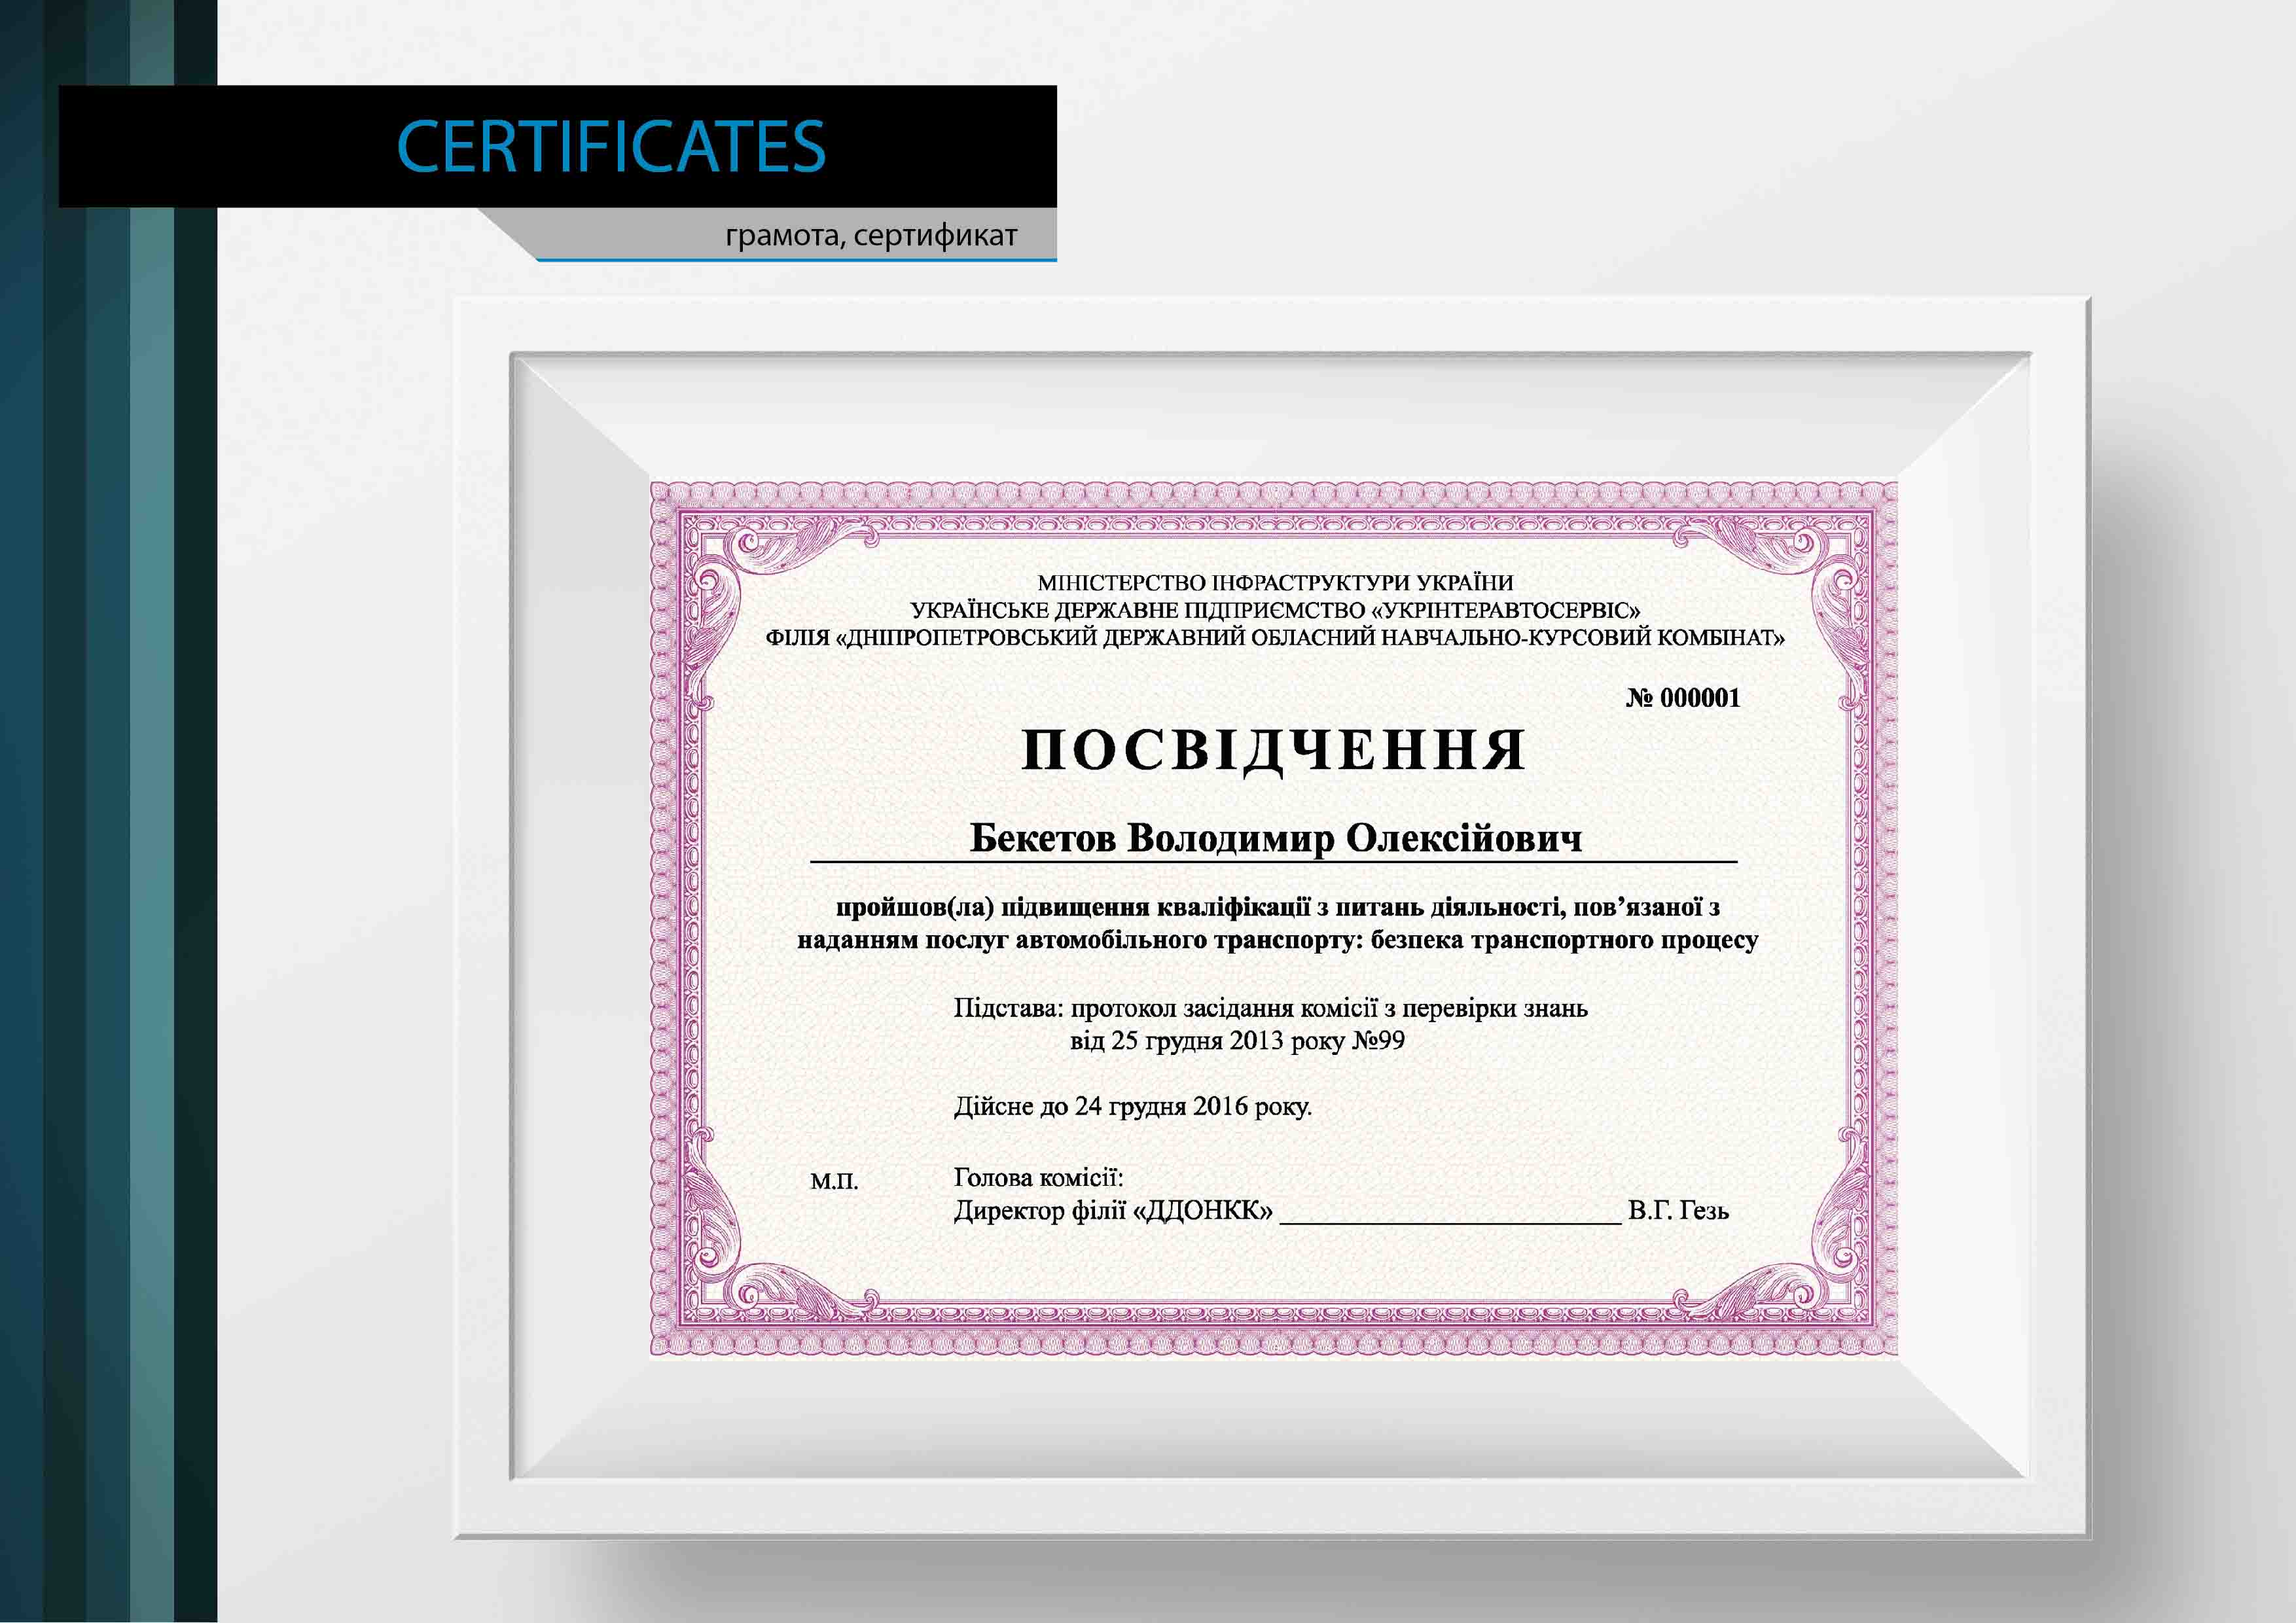 CERTIFICATES
грамота, сертификат
МІНІСТЕРСТВО ІНФРАСТРУКТУРИ УКРАЇНИ
УКРАЇНСЬКЕ ДЕРЖАВНЕ ПІДПРИЄМСТВО «УКРІНТЕРАВТОСЕРВІС»
ФІЛІЯ «ДНІПРОПЕТРОВСЬКИЙ ДЕРЖАВНИЙ ОБЛАСНИЙ НАВЧАЛЬНО-КУРСОВИЙ КОМБІНАТ»
№ 000001
ПОСВІДЧЕННЯ
Бекетов Володимир Олексійович
пройшов(ла) підвищення кваліфікації з питань діяльності, пов’язаної з
наданням послуг автомобільного транспорту: безпека транспортного процесу
Підстава: протокол засідання комісії з перевірки знань
від 25 грудня 2013 року №99
Дійсне до 24 грудня 2016 року.
М.П. Голова комісії:
Директор філії «ДДОНКК» В.Г. Гезь